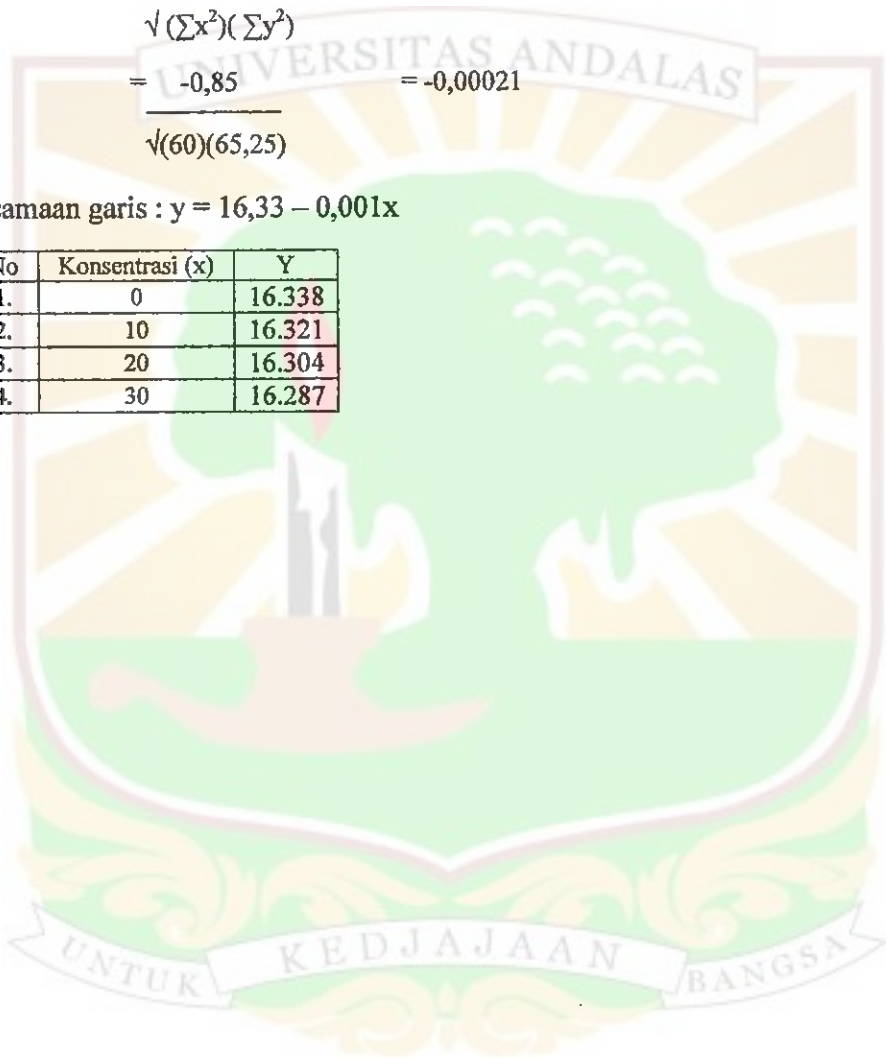 √ (∑x²)( ∑y²)
= -0,85 = -0,00021
√(60)(65,25)
amaan garis : y = 16,33 – 0,001x
No Konsentrasi (x) Y
1. 0 16.338
2. 10 16.321
3. 20 16.304
4. 30 16.287
UNIVERSITAS ANDALAS
UNTUK KEDJAJAAN BANGSA